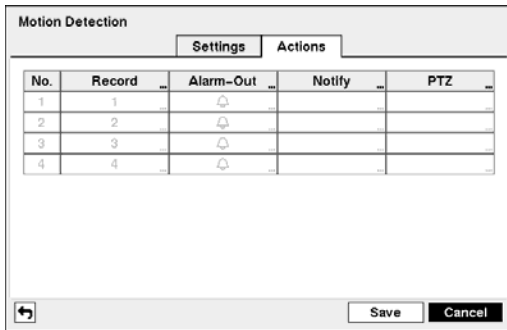 Motion Detection
Settings Actions
No. Record ... Alarm-Out ... Notify ... PTZ ...
1 1 ... ... ... ...
2 2 ... ... ... ...
3 3 ... ... ... ...
4 4 ... ... ... ...
Save Cancel